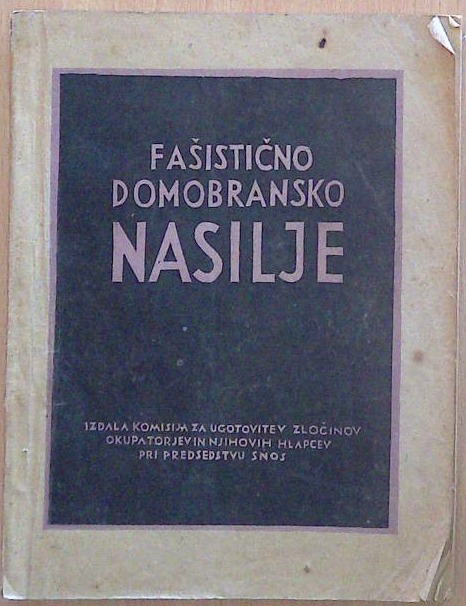 FAŠISTIČNO
DOMOBRANSKO
NASILJE
IZDALA KOMISIJA ZA UGOTOVITEV ZLOČINOV
OKUPATORJEV IN NJIHOVIH HLAPCEV
PRI PREDSEDSTVU SNOS